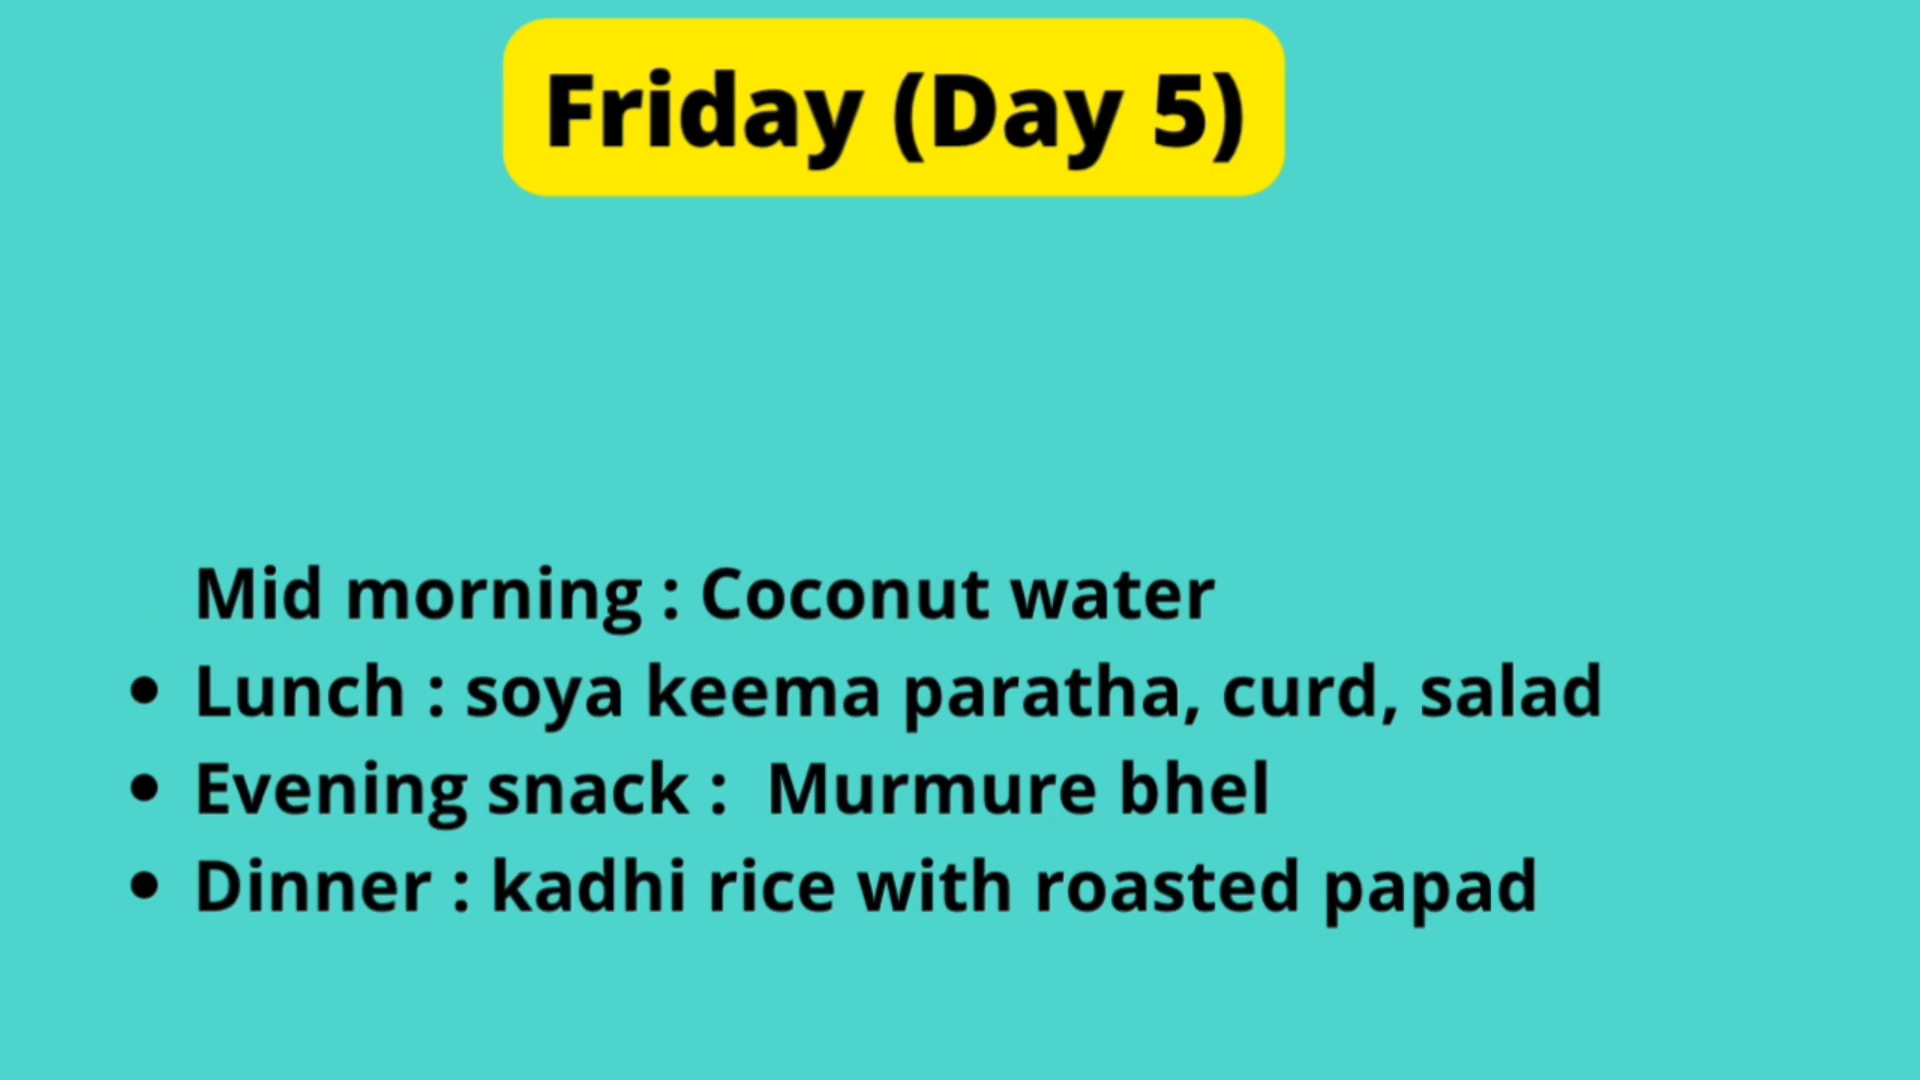 Friday (Day 5)
Mid morning : Coconut water
• Lunch : soya keema paratha, curd, salad
• Evening snack :  Murmure bhel
• Dinner : kadhi rice with roasted papad